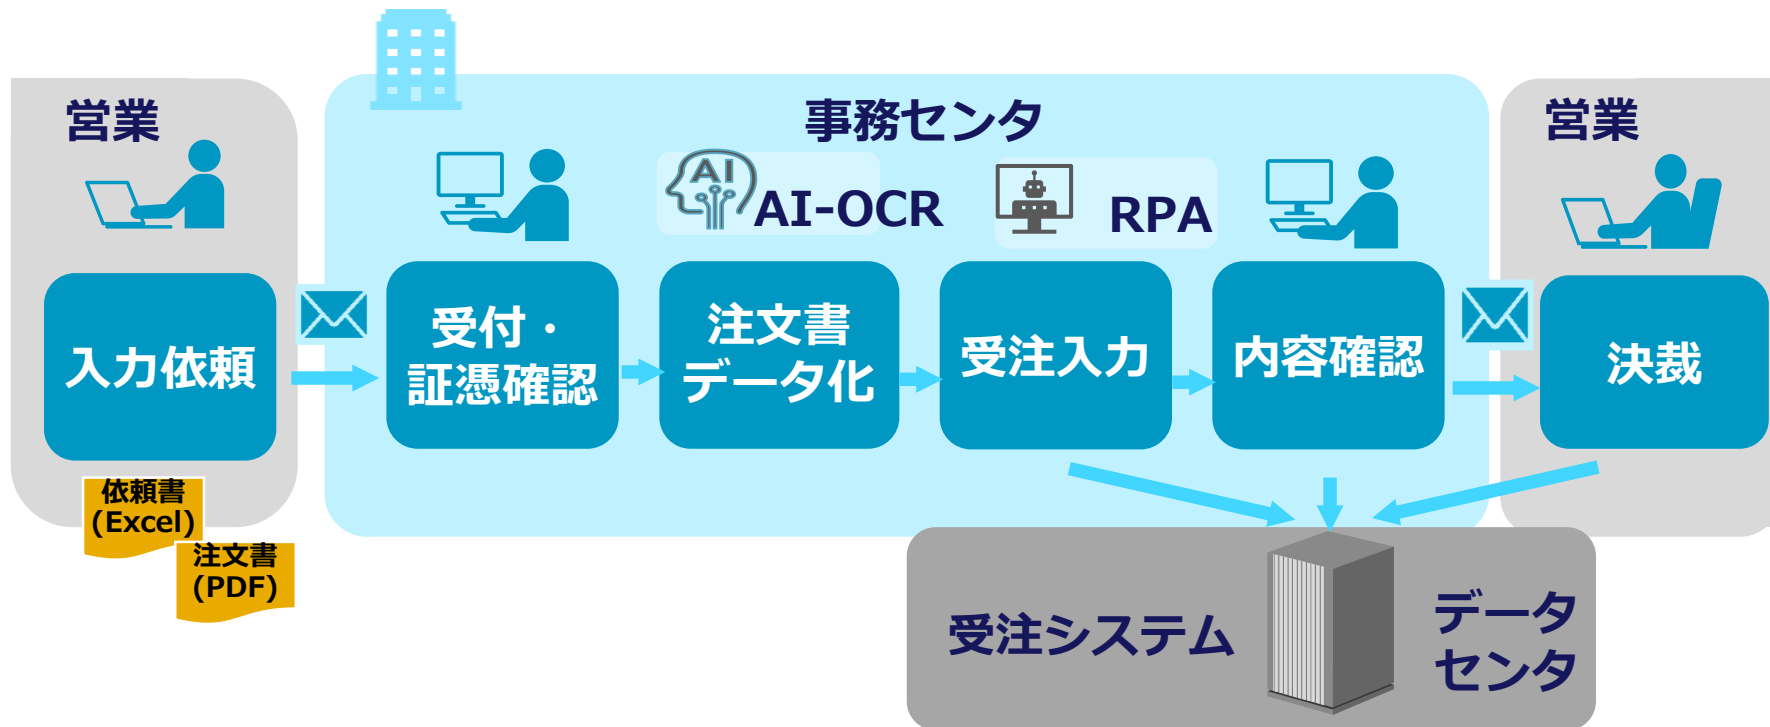 営業
入力依頼
依頼書
(Excel)
注文書
(PDF)
事務センタ
受付・
証憑確認
AI
AI-OCR
注文書
データ化
RPA
受注入力
内容確認
営業
決裁
受注システム
データ
センタ